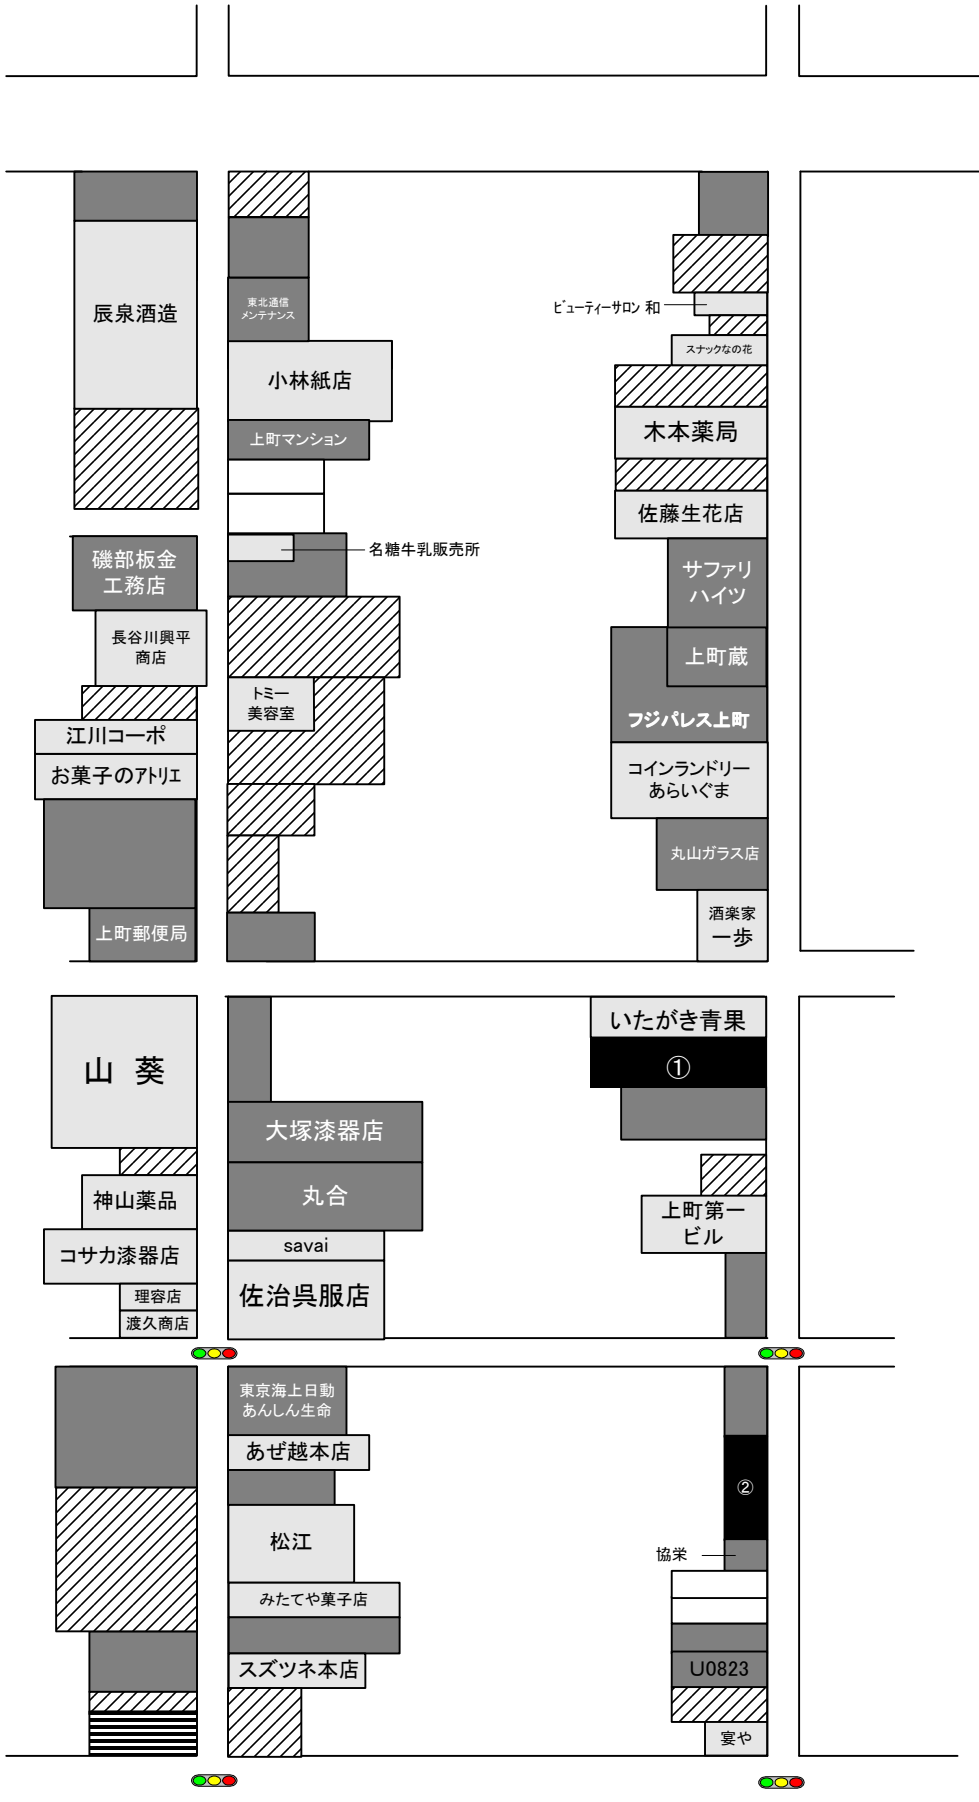 辰泉酒造
東北通信
メンテナンス
小林紙店
上町マンション
名糖牛乳販売所
磯部板金
工務店
長谷川興平
商店
トミー
美容室
江川コーポ
お菓子のアトリエ
上町郵便局
ビューティーサロン 和
スナックなの花
木本薬局
佐藤生花店
サファリ
ハイツ
上町蔵
フジパレス上町
コインランドリー
あらいぐま
丸山ガラス店
酒楽家
一歩
山 葵
神山薬品
コサカ漆器店
理容店
渡久商店
大塚漆器店
丸合
savai
佐治呉服店
いたがき青果
①
上町第一
ビル
東京海上日動
あんしん生命
あぜ越本店
松江
みたてや菓子店
スズツネ本店
②
協栄
U0823
宴や